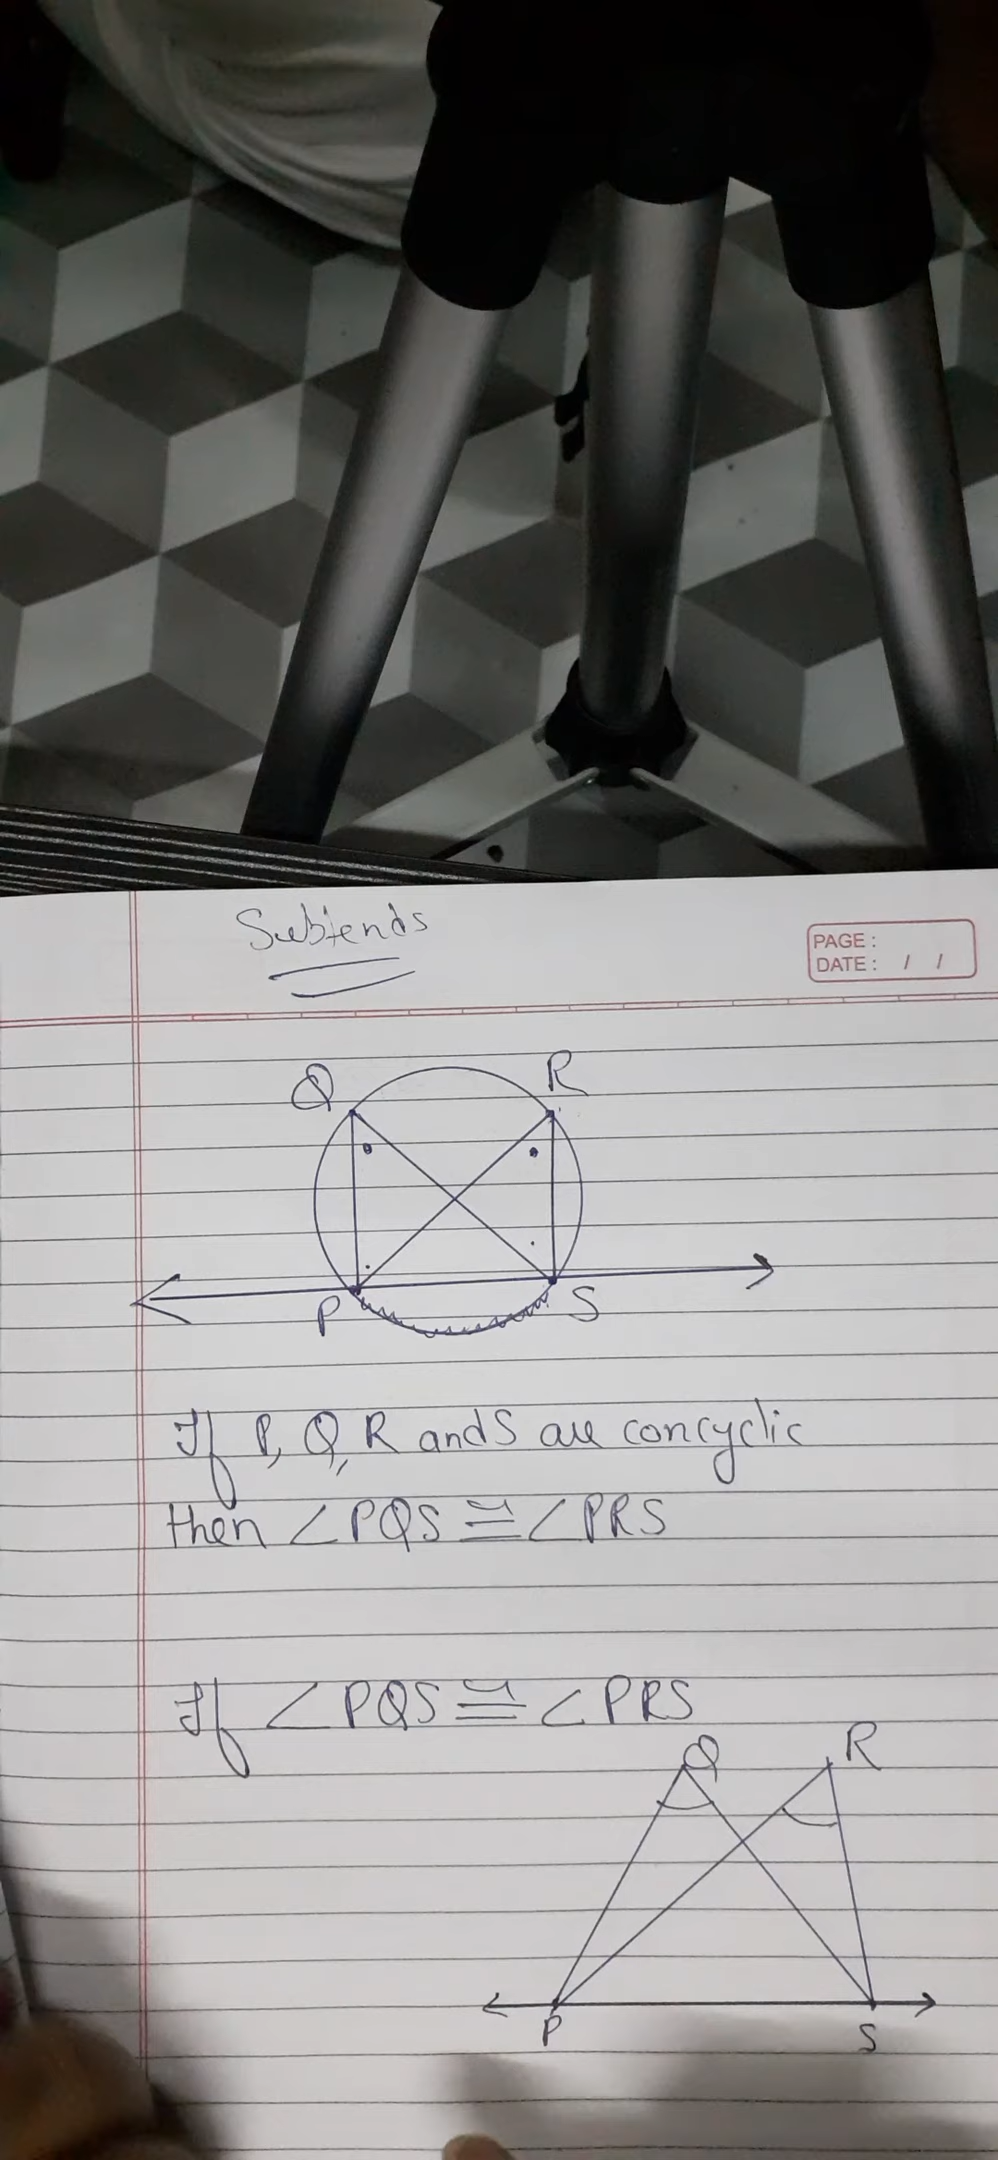 Subtends
PAGE :
DATE : / /
Q R
P S
If P, Q, R and S are concyclic
then ∠PQS ≅ ∠PRS
If ∠PQS ≅ ∠PRS
Q R
P S